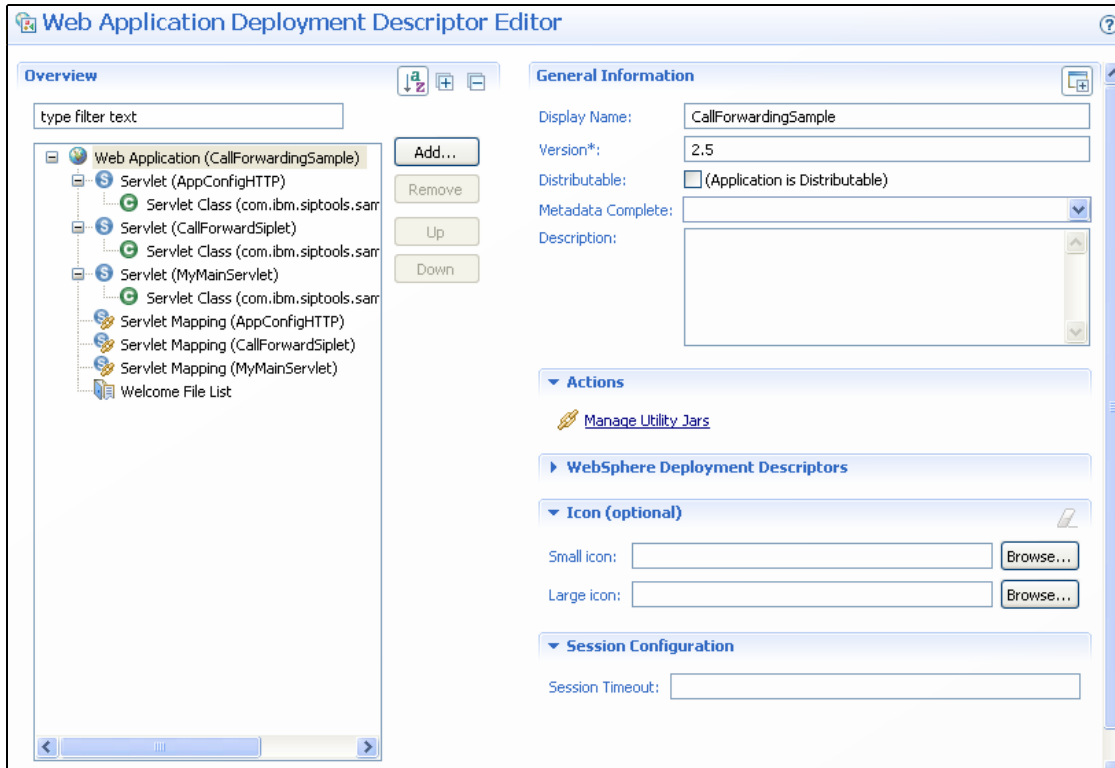 Web Application Deployment Descriptor Editor
Overview
type filter text
Web Application (CallForwardingSample)
Servlet (AppConfigHTTP)
Servlet Class (com.ibm.siptools.sam
Servlet (CallForwardSiplet)
Servlet Class (com.ibm.siptools.sam
Servlet (MyMainServlet)
Servlet Class (com.ibm.siptools.sam
Servlet Mapping (AppConfigHTTP)
Servlet Mapping (CallForwardSiplet)
Servlet Mapping (MyMainServlet)
Welcome File List
Add...
Remove
Up
Down
General Information
Display Name: CallForwardingSample
Version*: 2.5
Distributable: (Application is Distributable)
Metadata Complete:
Description:
Actions
Manage Utility Jars
WebSphere Deployment Descriptors
Icon (optional)
Small icon: Browse...
Large icon: Browse...
Session Configuration
Session Timeout: